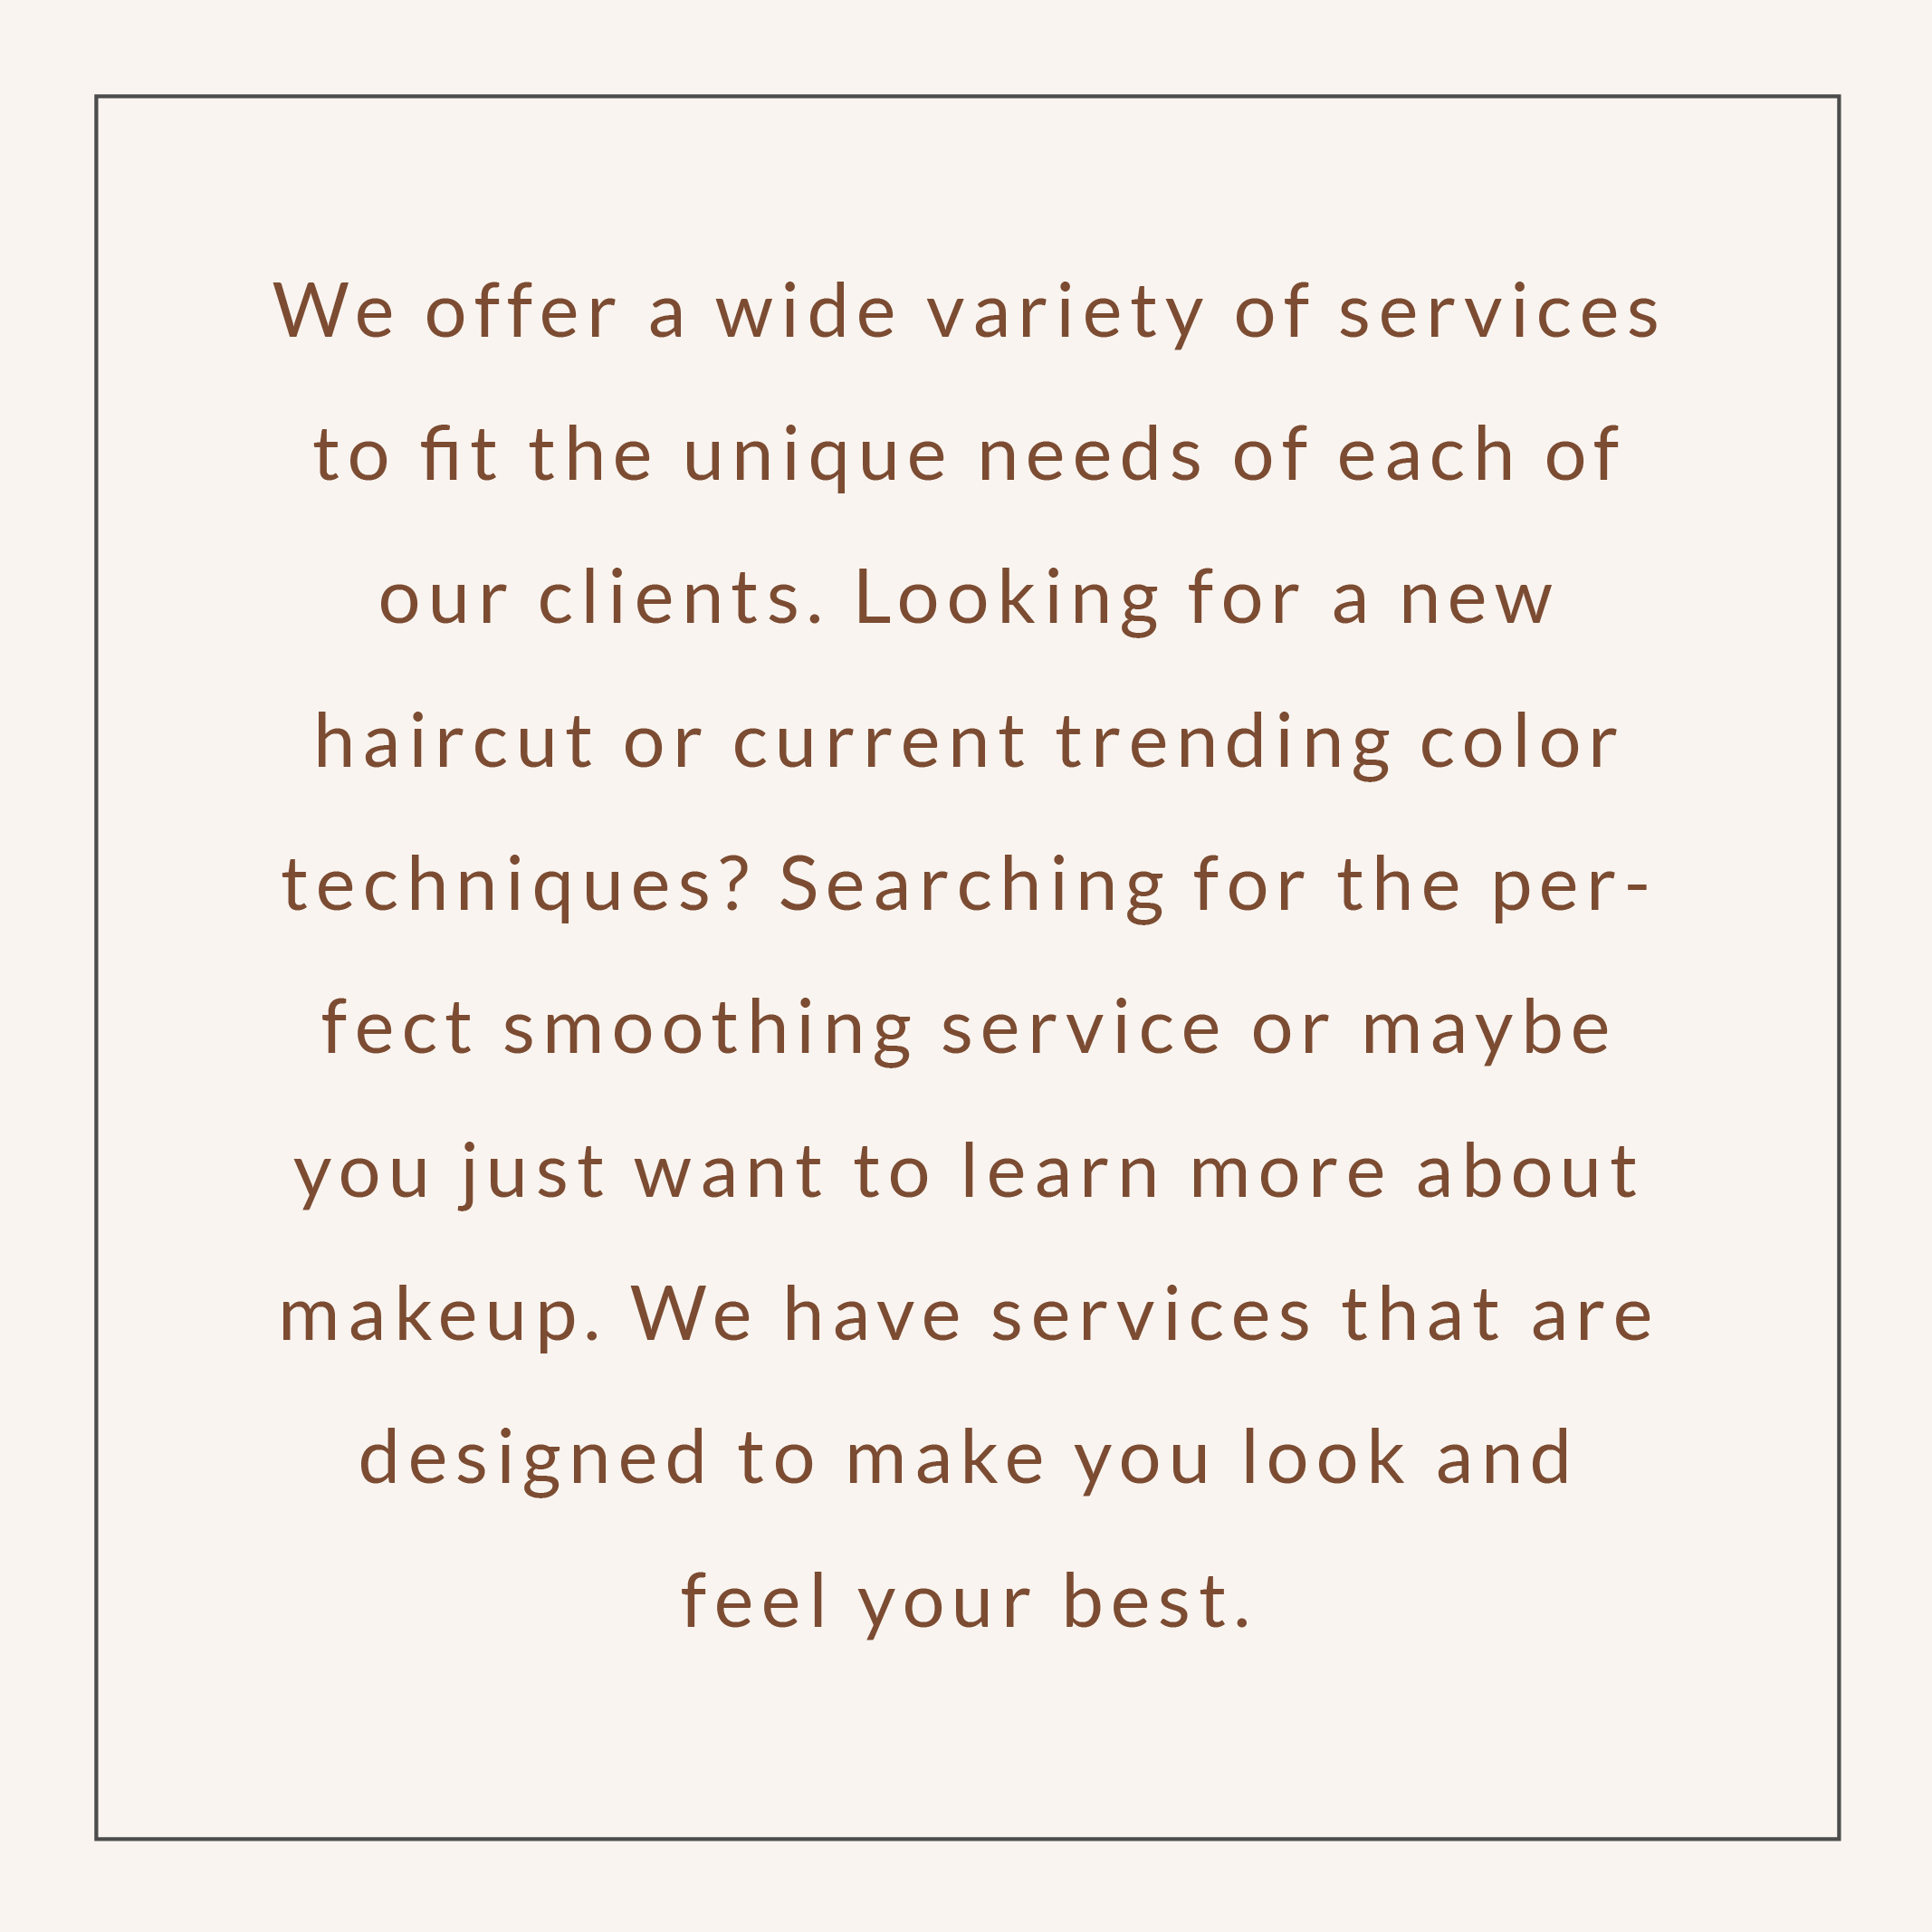 We offer a wide variety of services
to fit the unique needs of each of
our clients. Looking for a new
haircut or current trending color
techniques? Searching for the per-
fect smoothing service or maybe
you just want to learn more about
makeup. We have services that are
designed to make you look and
feel your best.